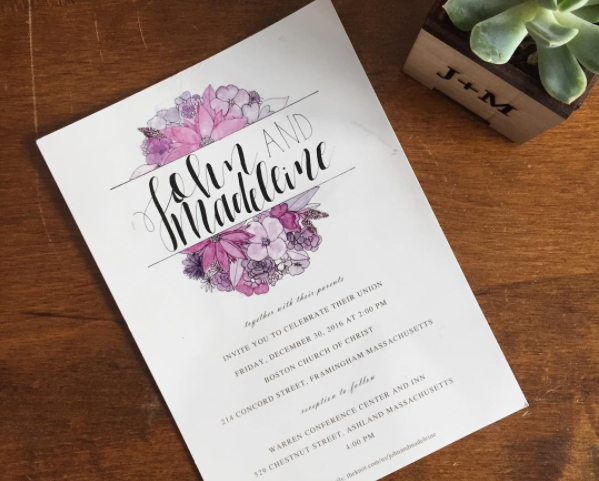 John AND
Madeleine
together with their parents
INVITE YOU TO CELEBRATE THEIR UNION
FRIDAY, DECEMBER 30, 2016 AT 2:00 PM
BOSTON CHURCH OF CHRIST
214 CONCORD STREET, FRAMINGHAM MASSACHUSETTS
reception to follow
WARREN CONFERENCE CENTER AND INN
529 CHESTNUT STREET, ASHLAND MASSACHUSETTS
4:00 PM
theknot.com/us/johnandmadeleine
J+M